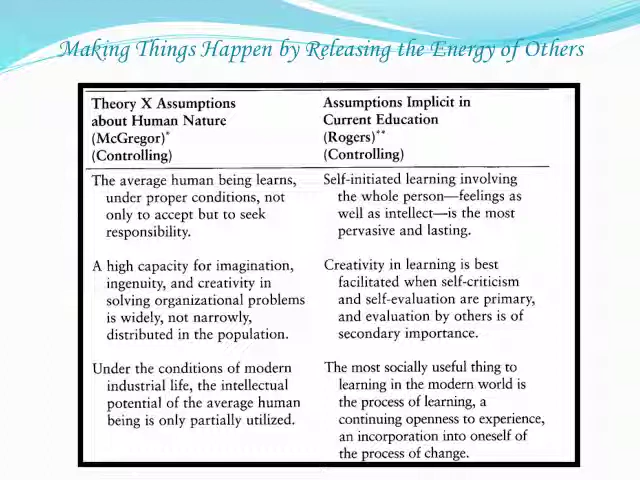 Making Things Happen by Releasing the Energy of Others
Theory X Assumptions
about Human Nature
(McGregor)*
(Controlling)
Assumptions Implicit in
Current Education
(Rogers)**
(Controlling)
The average human being learns,
under proper conditions, not
only to accept but to seek
responsibility.
Self-initiated learning involving
the whole person—feelings as
well as intellect—is the most
pervasive and lasting.
A high capacity for imagination,
ingenuity, and creativity in
solving organizational problems
is widely, not narrowly,
distributed in the population.
Creativity in learning is best
facilitated when self-criticism
and self-evaluation are primary,
and evaluation by others is of
secondary importance.
Under the conditions of modern
industrial life, the intellectual
potential of the average human
being is only partially utilized.
The most socially useful thing to
learning in the modern world is
the process of learning, a
continuing openness to experience,
an incorporation into oneself of
the process of change.